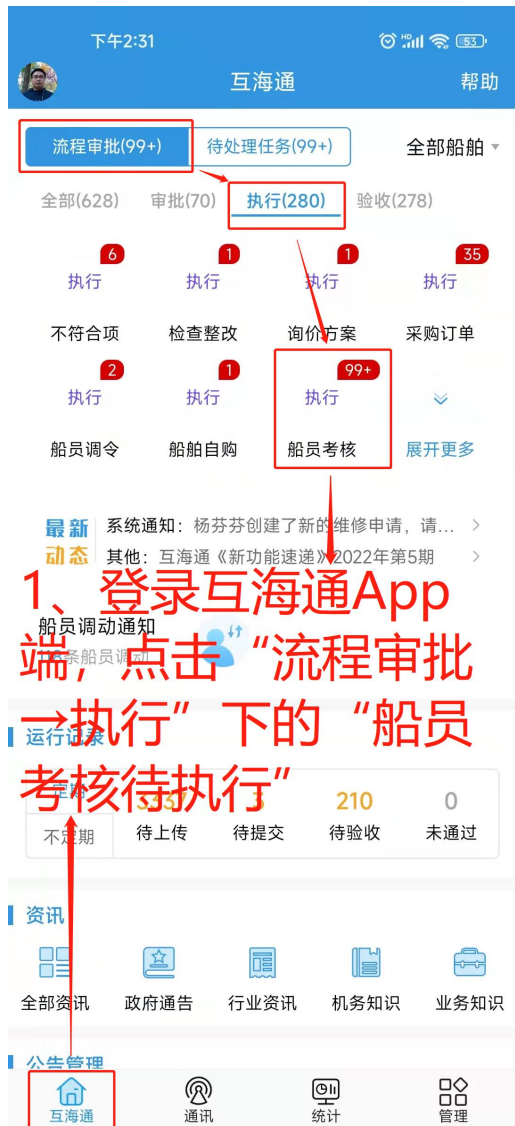 下午2:31
HD
53
互海通
帮助
流程审批(99+)
待处理任务(99+)
全部船舶
全部(628)
审批(70)
执行(280)
验收(278)
6
1
1
35
执行
执行
执行
执行
不符合项
检查整改
询价方案
采购订单
2
1
99+
执行
执行
执行
船员调令
船舶自购
船员考核
展开更多
最新
动态
系统通知：杨芬芬创建了新的维修申请，请...
其他：互海通《新功能速递》2022年第5期
1、登录互海通App
端，点击“流程审批
→执行”下的“船员
考核待执行”
船员调动通知
条船员调动
运行记录
定期
不定期
3337
3
210
0
待上传
待提交
待验收
未通过
资讯
全部资讯
政府通告
行业资讯
机务知识
业务知识
公告管理
互海通
通讯
统计
管理